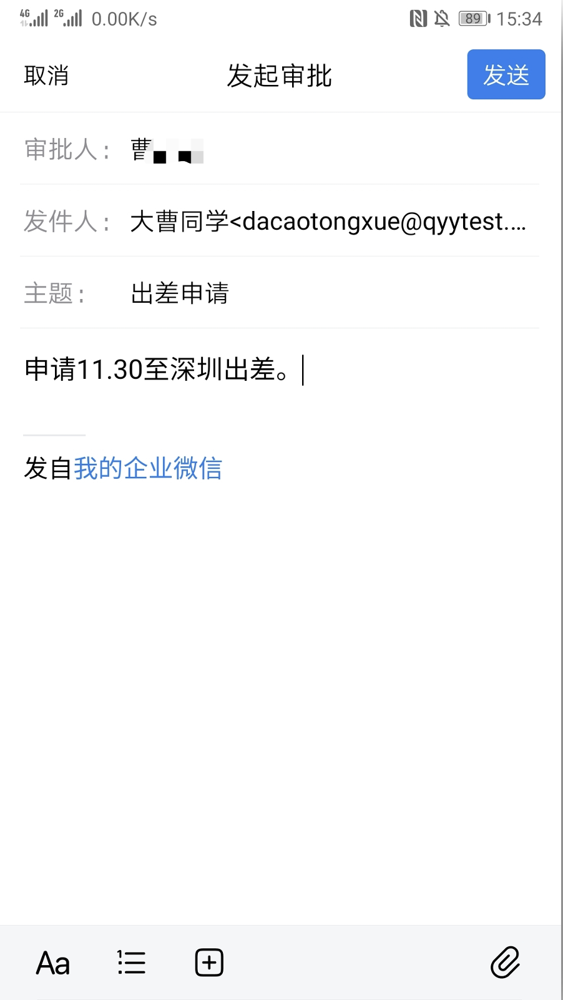 4G 2G 0.00K/s 89 15:34
取消 发起审批 发送
审批人： 曹
发件人： 大曹同学<dacaotongxue@qyytest.…
主题： 出差申请
申请11.30至深圳出差。
发自我的企业微信
Aa